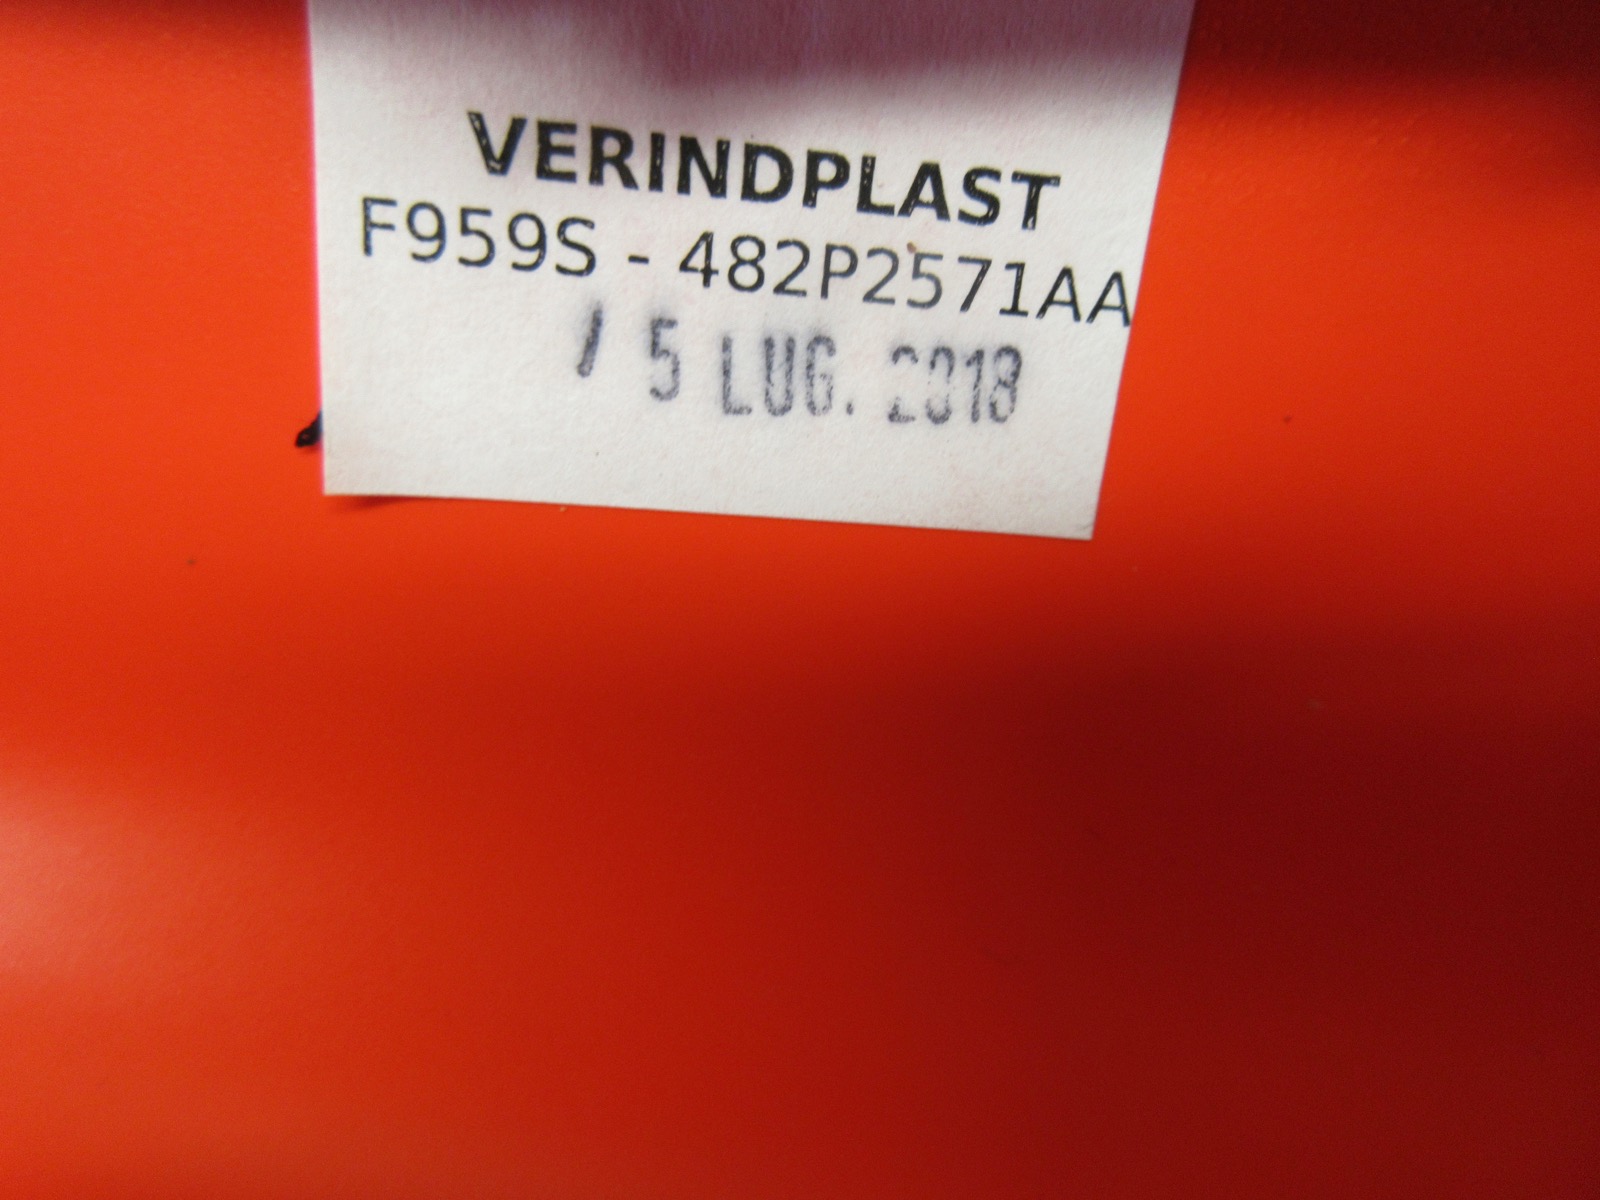 VERINDPLAST
F959S - 482P2571AA
5 LUG. 2018